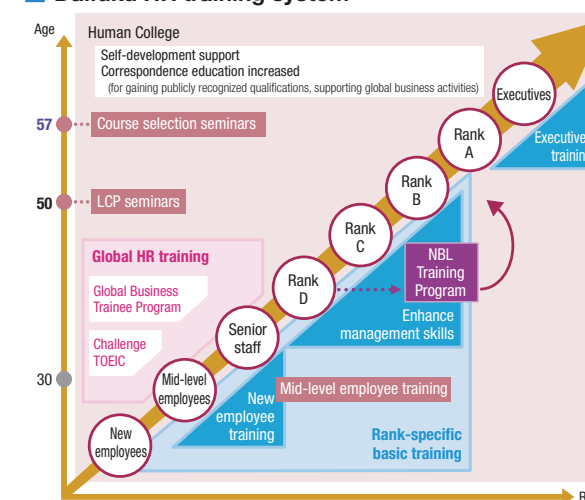 Age
Human College
Self-development support
Correspondence education increased
(for gaining publicly recognized qualifications, supporting global business activities)
57
Course selection seminars
50
LCP seminars
Global HR training
Global Business
Trainee Program
Challenge
TOEIC
30
Executives
Rank
A
Rank
B
Rank
C
Rank
D
Senior
staff
Mid-level
employees
New
employees
NBL
Training
Program
Enhance
management skills
Mid-level employee training
New
employee
training
Rank-specific
basic training
HR training system